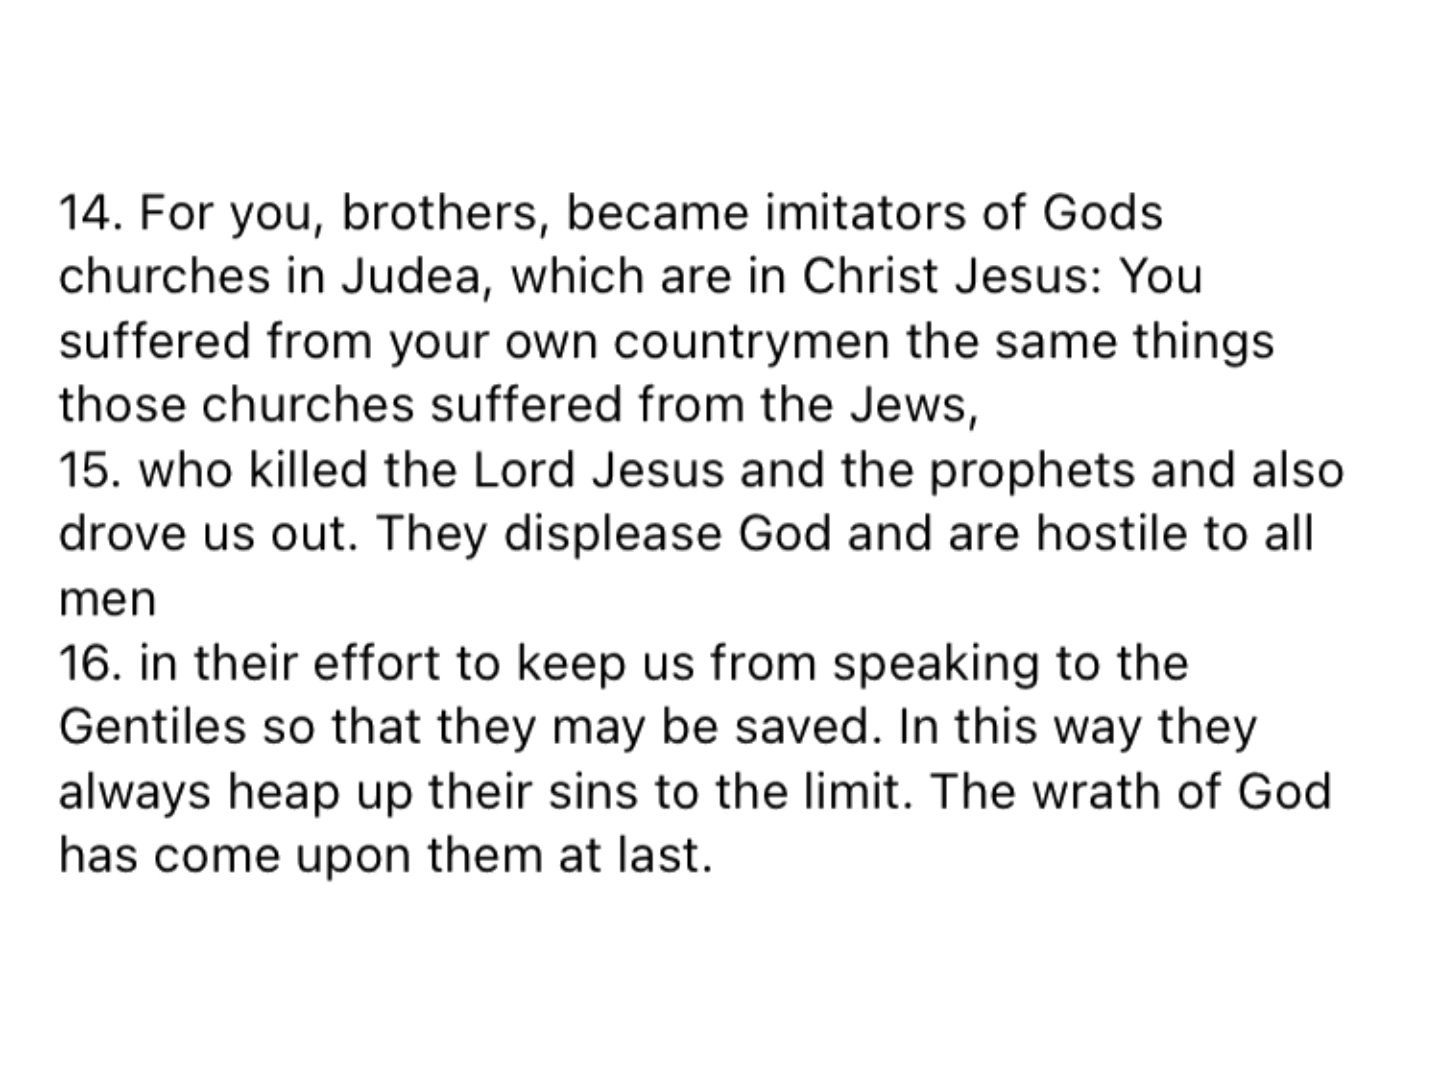 14. For you, brothers, became imitators of Gods
churches in Judea, which are in Christ Jesus: You
suffered from your own countrymen the same things
those churches suffered from the Jews,
15. who killed the Lord Jesus and the prophets and also
drove us out. They displease God and are hostile to all
men
16. in their effort to keep us from speaking to the
Gentiles so that they may be saved. In this way they
always heap up their sins to the limit. The wrath of God
has come upon them at last.